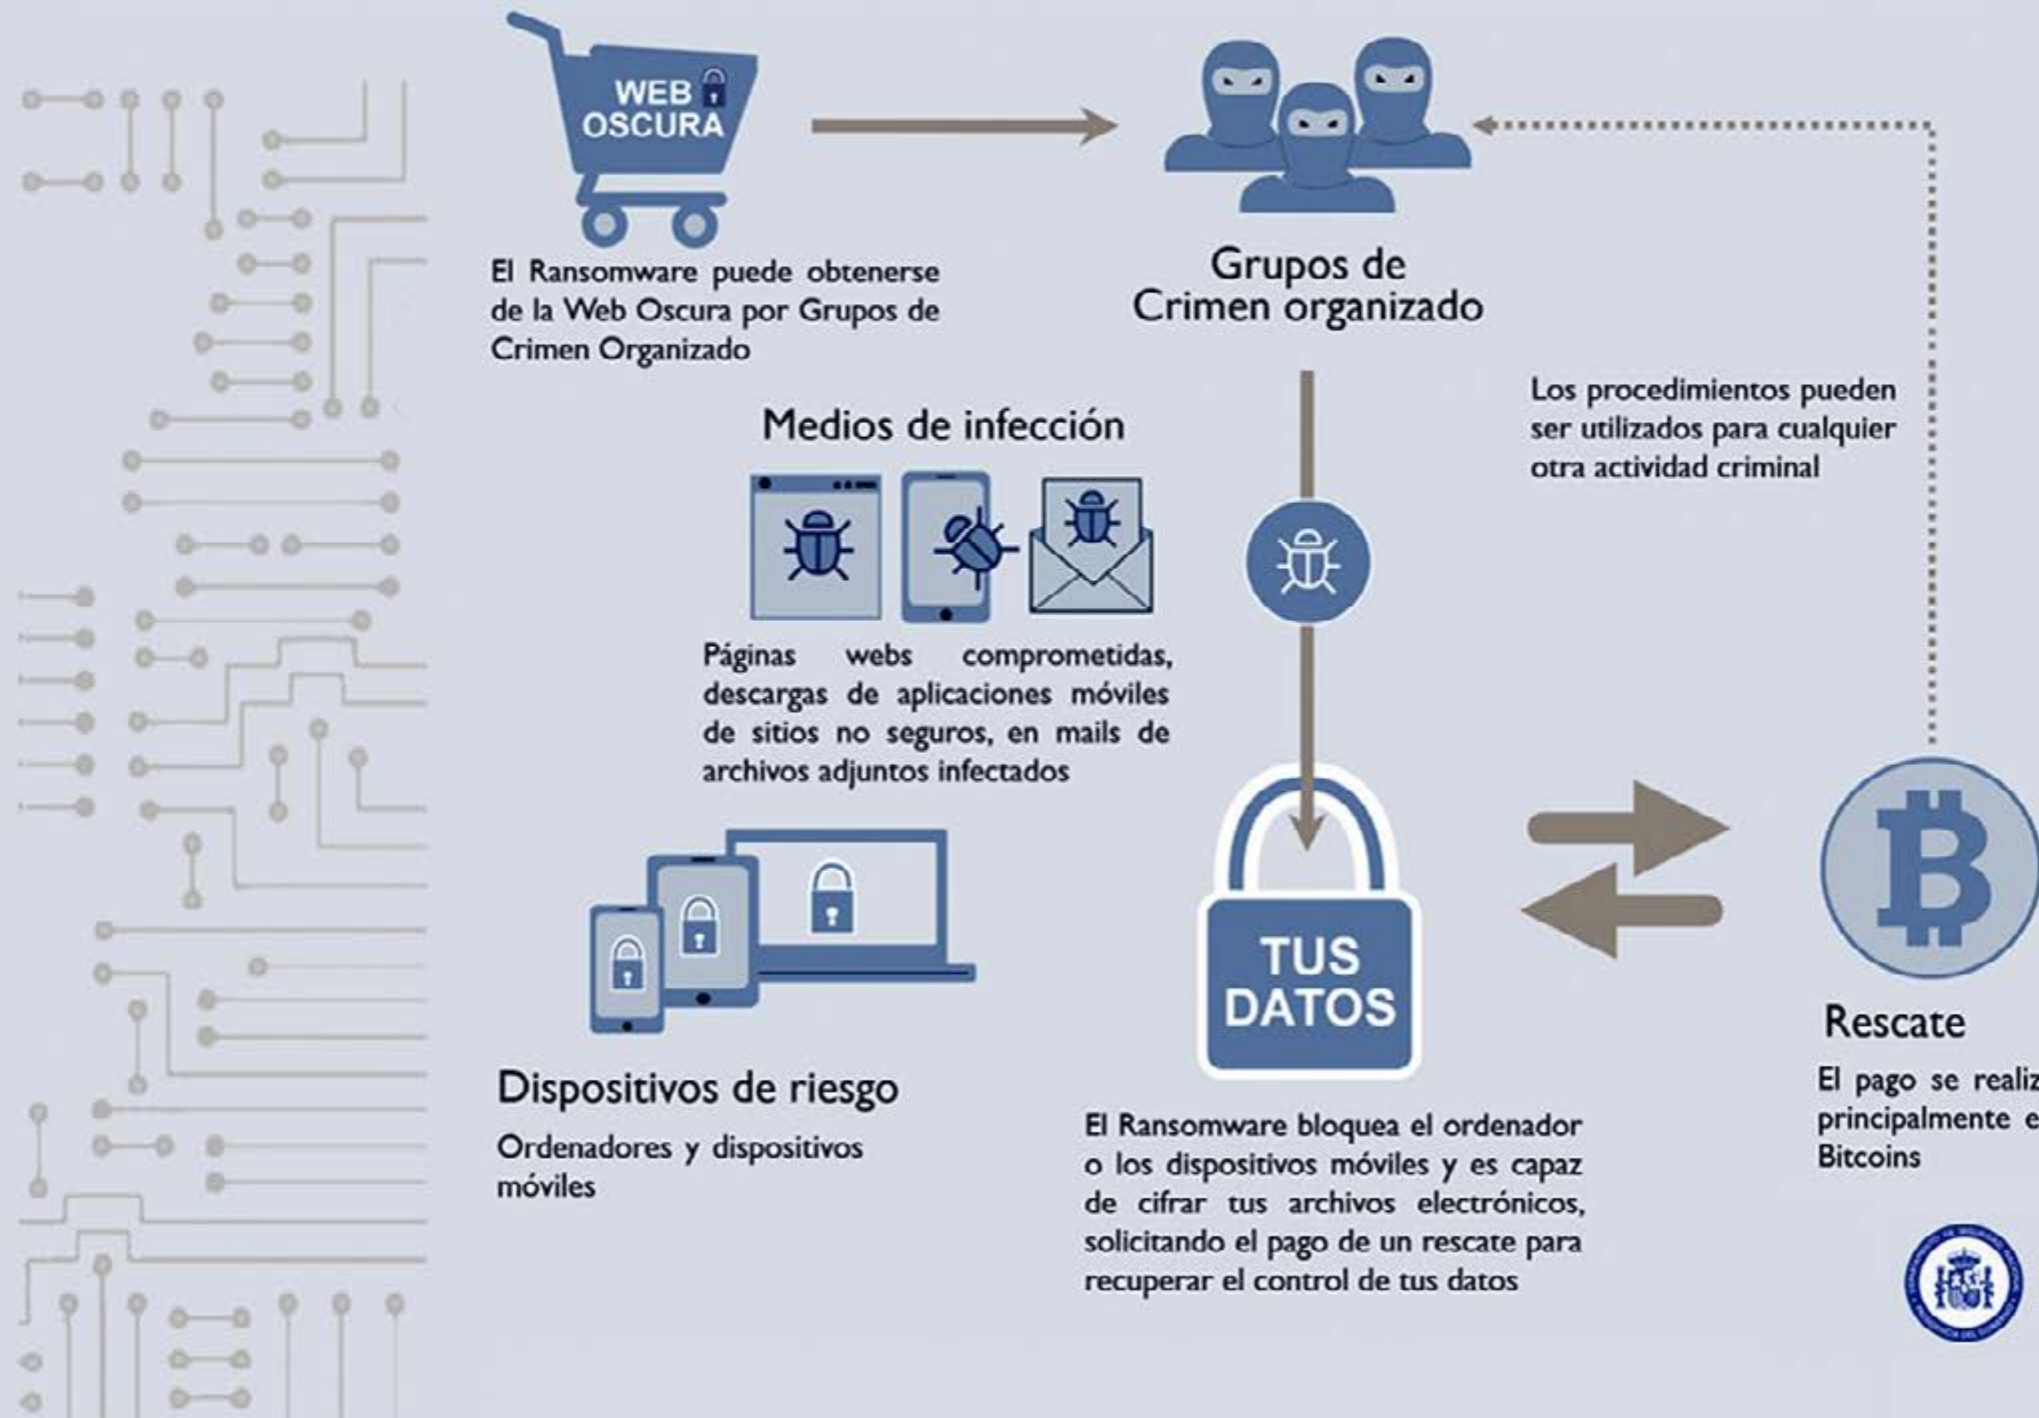 WEB
OSCURA
El Ransomware puede obtenerse
de la Web Oscura por Grupos de
Crimen Organizado
Grupos de
Crimen organizado
Los procedimientos pueden
ser utilizados para cualquier
otra actividad criminal
Medios de infección
Páginas webs comprometidas,
descargas de aplicaciones móviles
de sitios no seguros, en mails de
archivos adjuntos infectados
TUS
DATOS
Dispositivos de riesgo
Ordenadores y dispositivos
móviles
El Ransomware bloquea el ordenador
o los dispositivos móviles y es capaz
de cifrar tus archivos electrónicos,
solicitando el pago de un rescate para
recuperar el control de tus datos
Rescate
El pago se realiz
principalmente e
Bitcoins